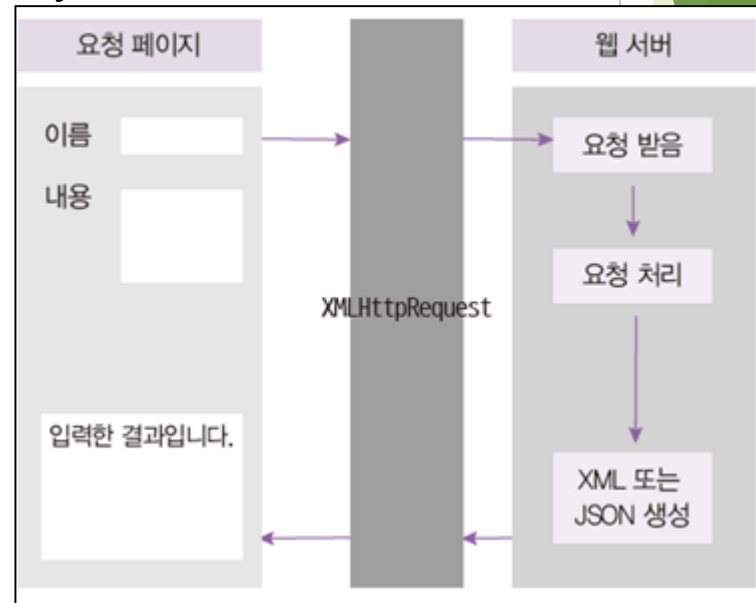 요청 페이지
웹 서버
이름
내용
요청 받음
요청 처리
XMLHttpRequest
입력한 결과입니다.
XML 또는
JSON 생성